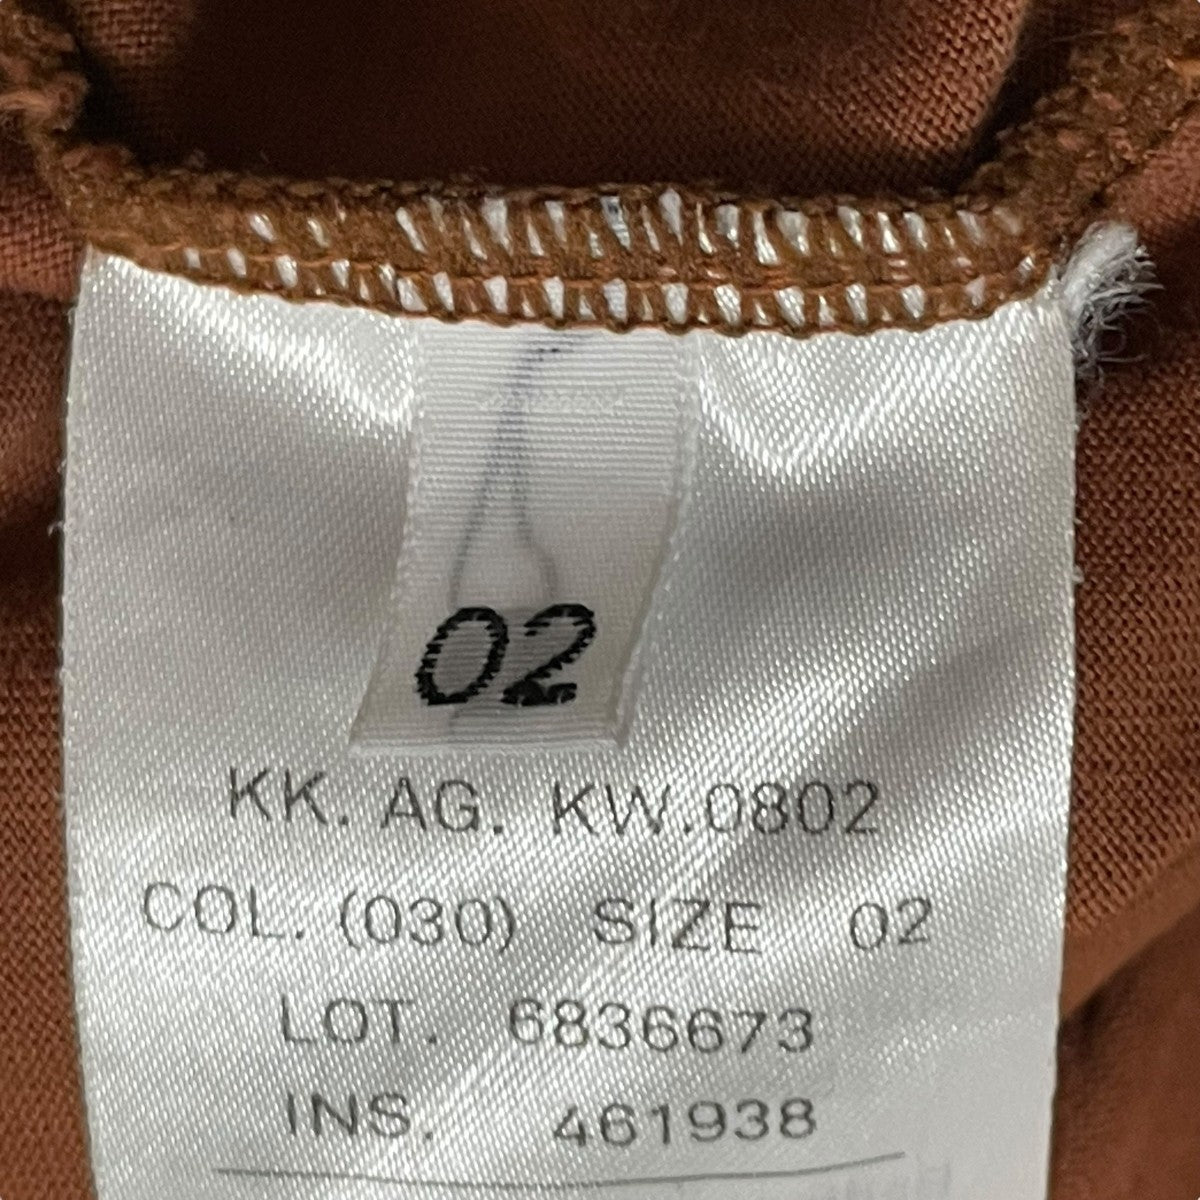 02
KK. AG. KW.0802
COL. (030) SIZE 02
LOT. 6836673
INS. 461938